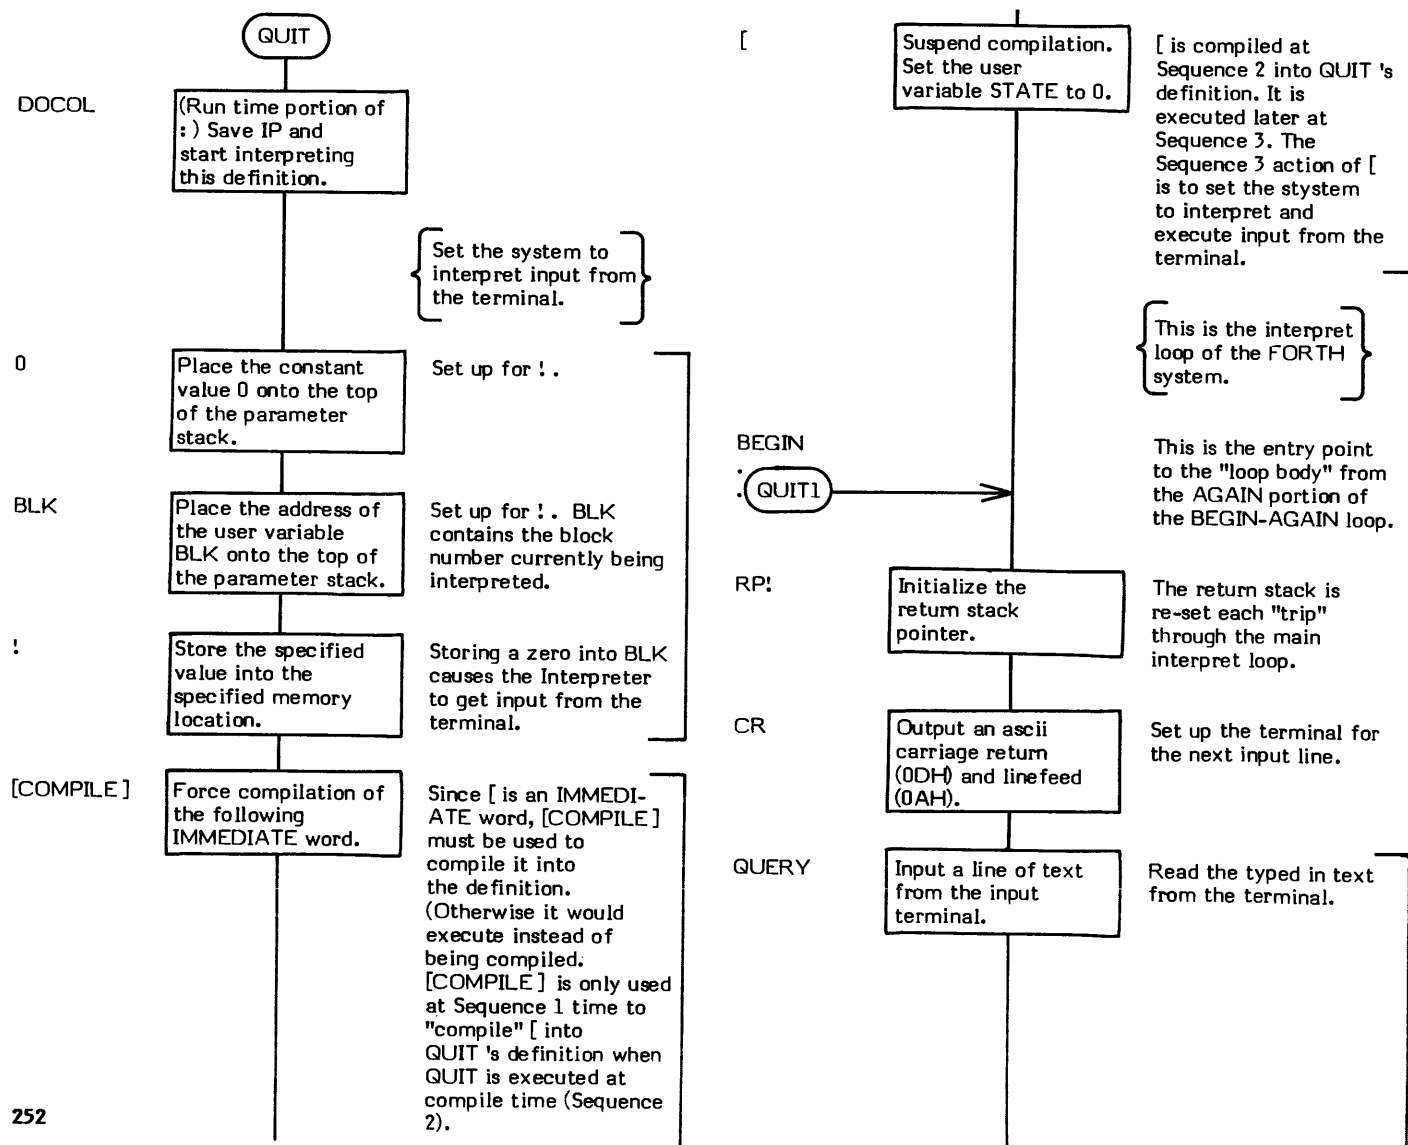 QUIT
DOCOL
(Run time portion of
: ) Save IP and
start interpreting
this definition.
Set the system to
interpret input from
the terminal.
0
Place the constant
value 0 onto the top
of the parameter
stack.
Set up for ! .
BLK
Place the address of
the user variable
BLK onto the top of
the parameter stack.
Set up for ! . BLK
contains the block
number currently being
interpreted.
!
Store the specified
value into the
specified memory
location.
Storing a zero into BLK
causes the Interpreter
to get input from the
terminal.
[COMPILE]
Force compilation of
the following
IMMEDIATE word.
Since [ is an IMMEDI-
ATE word, [COMPILE]
must be used to
compile it into
the definition.
(Otherwise it would
execute instead of
being compiled.
[COMPILE] is only used
at Sequence 1 time to
"compile" [ into
QUIT 's definition when
QUIT is executed at
compile time (Sequence
2).
252
[
Suspend compilation.
Set the user
variable STATE to 0.
[ is compiled at
Sequence 2 into QUIT 's
definition. It is
executed later at
Sequence 3. The
Sequence 3 action of [
is to set the stystem
to interpret and
execute input from the
terminal.
This is the interpret
loop of the FORTH
system.
BEGIN
: QUIT1
This is the entry point
to the "loop body" from
the AGAIN portion of
the BEGIN-AGAIN loop.
RP!
Initialize the
return stack
pointer.
The return stack is
re-set each "trip"
through the main
interpret loop.
CR
Output an ascii
carriage return
(0DH) and linefeed
(0AH).
Set up the terminal for
the next input line.
QUERY
Input a line of text
from the input
terminal.
Read the typed in text
from the terminal.